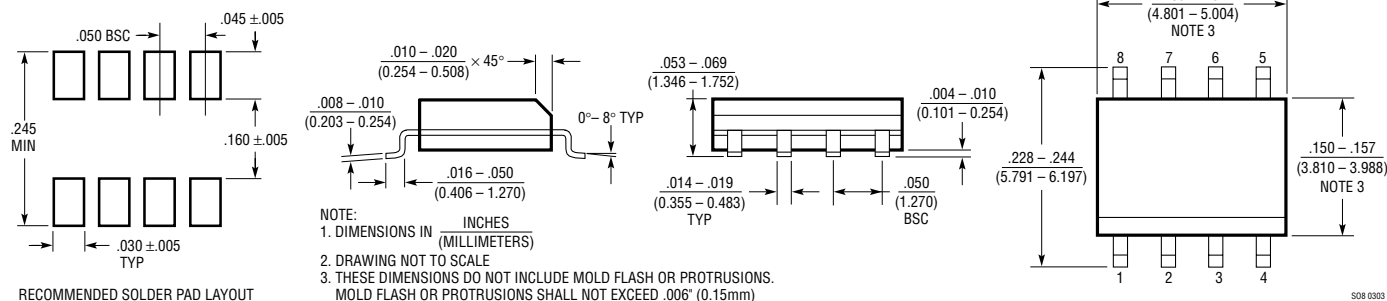 .050 BSC
.045 ±.005
.245
MIN
.160 ±.005
.030 ±.005
TYP
RECOMMENDED SOLDER PAD LAYOUT
.010 – .020
(0.254 – 0.508)
× 45°
.008 – .010
(0.203 – 0.254)
0°– 8° TYP
.016 – .050
(0.406 – 1.270)
NOTE:
1. DIMENSIONS IN INCHES
(MILLIMETERS)
2. DRAWING NOT TO SCALE
3. THESE DIMENSIONS DO NOT INCLUDE MOLD FLASH OR PROTRUSIONS.
MOLD FLASH OR PROTRUSIONS SHALL NOT EXCEED .006" (0.15mm)
.053 – .069
(1.346 – 1.752)
.004 – .010
(0.101 – 0.254)
.014 – .019
(0.355 – 0.483)
TYP
.050
(1.270)
BSC
(4.801 – 5.004)
NOTE 3
8 7 6 5
.228 – .244
(5.791 – 6.197)
.150 – .157
(3.810 – 3.988)
NOTE 3
1 2 3 4
SO8 0303